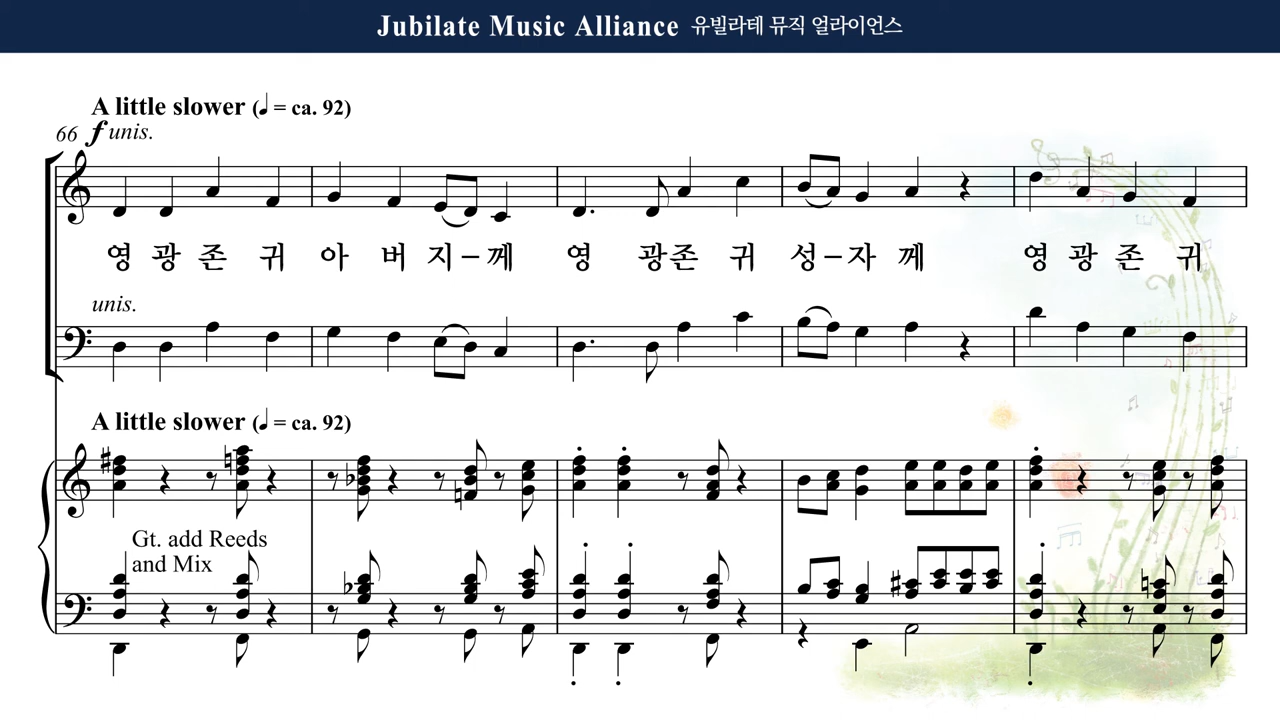 Jubilate Music Alliance 유빌라테 뮤직 얼라이언스
A little slower (♩ = ca. 92)
66 f unis.
영 광 존 귀 아 버 지 – 께 영 광 존 귀 성 – 자 께 영 광 존 귀
unis.
A little slower (♩ = ca. 92)
Gt. add Reeds
and Mix